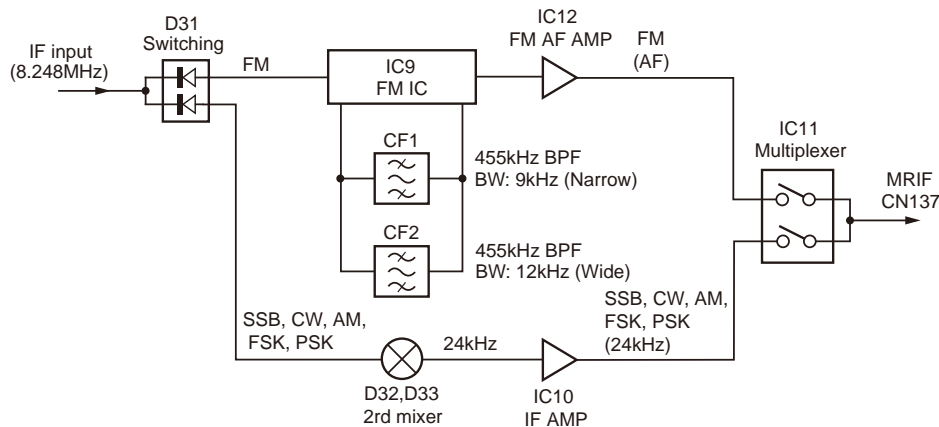 D31
Switching
IF input
(8.248MHz)
FM
IC9
FM IC
IC12
FM AF AMP
FM
(AF)
CF1
455kHz BPF
BW: 9kHz (Narrow)
CF2
455kHz BPF
BW: 12kHz (Wide)
IC11
Multiplexer
MRIF
CN137
SSB, CW, AM,
FSK, PSK
D32,D33
2rd mixer
24kHz
IC10
IF AMP
SSB, CW, AM,
FSK, PSK
(24kHz)